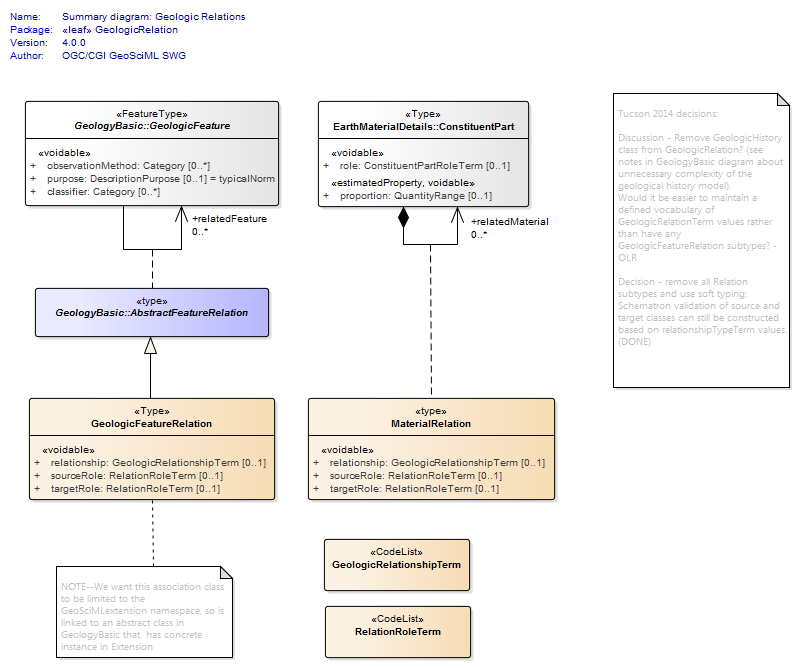 Name: Summary diagram: Geologic Relations
Package: «leaf» GeologicRelation
Version: 4.0.0
Author: OGC/CGI GeoSciML SWG
«FeatureType»
GeologyBasic::GeologicFeature
«voidable»
+ observationMethod: Category [0..*]
+ purpose: DescriptionPurpose [0..1] = typicalNorm
+ classifier: Category [0..*]
+relatedFeature
0..*
«Type»
EarthMaterialDetails::ConstituentPart
«voidable»
+ role: ConstituentPartRoleTerm [0..1]
«estimatedProperty, voidable»
+ proportion: QuantityRange [0..1]
+relatedMaterial
0..*
Tucson 2014 decisions:
Discussion - Remove GeologicHistory
class from GeologicRelation? (see
notes in GeologyBasic diagram about
unnecessary complexity of the
geological history model).
Would it be easier to maintain a
defined vocabulary of
GeologicRelationTerm values rather
than have any
GeologicFeatureRelation subtypes? -
OLR
Decision - remove all Relation
subtypes and use soft typing;
Schematron validation of source and
target classes can still be constructed
based on relationshipTypeTerm values.
(DONE)
«type»
GeologyBasic::AbstractFeatureRelation
«Type»
GeologicFeatureRelation
«voidable»
+ relationship: GeologicRelationshipTerm [0..1]
+ sourceRole: RelationRoleTerm [0..1]
+ targetRole: RelationRoleTerm [0..1]
«type»
MaterialRelation
«voidable»
+ relationship: GeologicRelationshipTerm [0..1]
+ sourceRole: RelationRoleTerm [0..1]
+ targetRole: RelationRoleTerm [0..1]
NOTE--We want this association class
to be limited to the
GeoSciMLextension namespace, so is
linked to an abstract class in
GeologyBasic that has concrete
instance in Extension
«CodeList»
GeologicRelationshipTerm
«CodeList»
RelationRoleTerm